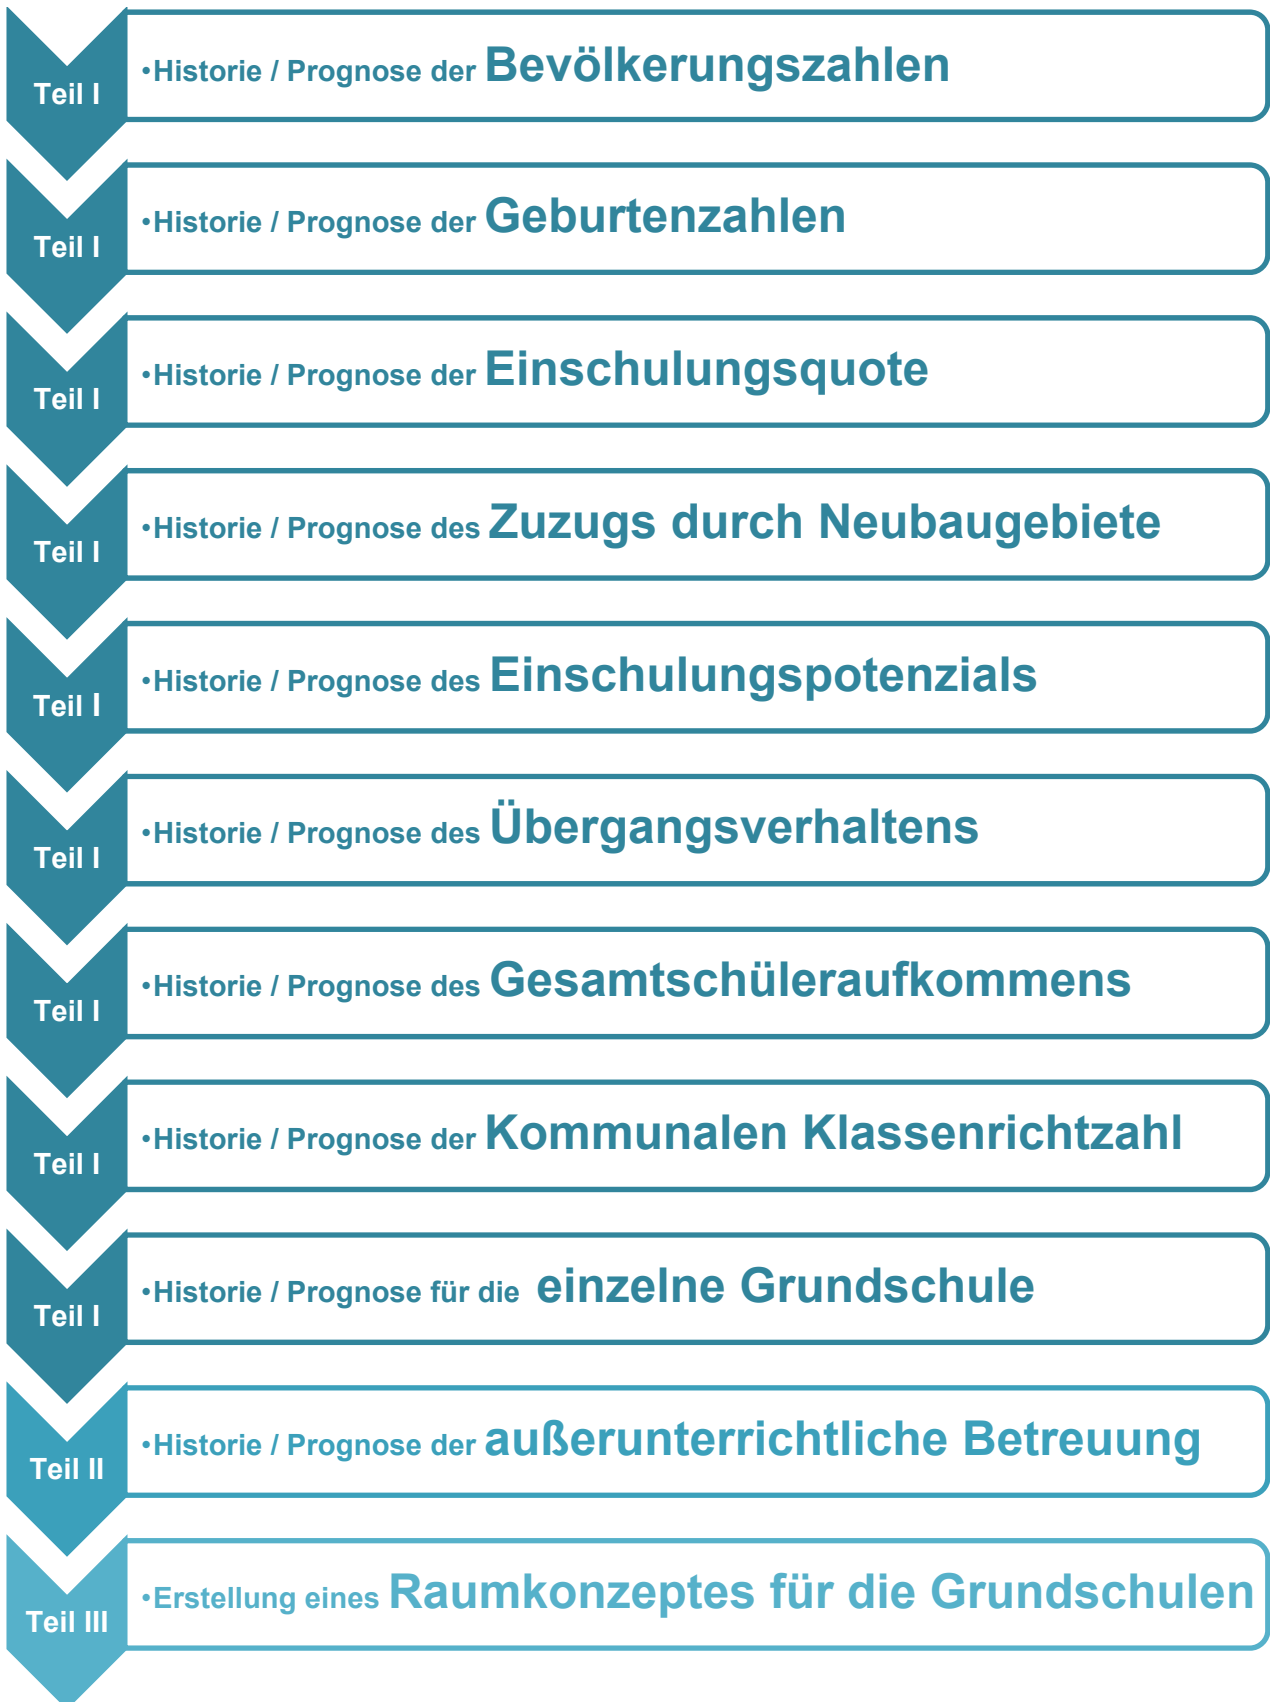 Teil I
•Historie / Prognose der Bevölkerungszahlen
Teil I
•Historie / Prognose der Geburtenzahlen
Teil I
•Historie / Prognose der Einschulungsquote
Teil I
•Historie / Prognose des Zuzugs durch Neubaugebiete
Teil I
•Historie / Prognose des Einschulungspotenzials
Teil I
•Historie / Prognose des Übergangsverhaltens
Teil I
•Historie / Prognose des Gesamtschüleraufkommens
Teil I
•Historie / Prognose der Kommunalen Klassenrichtzahl
Teil I
•Historie / Prognose für die einzelne Grundschule
Teil II
•Historie / Prognose der außerunterrichtliche Betreuung
Teil III
•Erstellung eines Raumkonzeptes für die Grundschulen